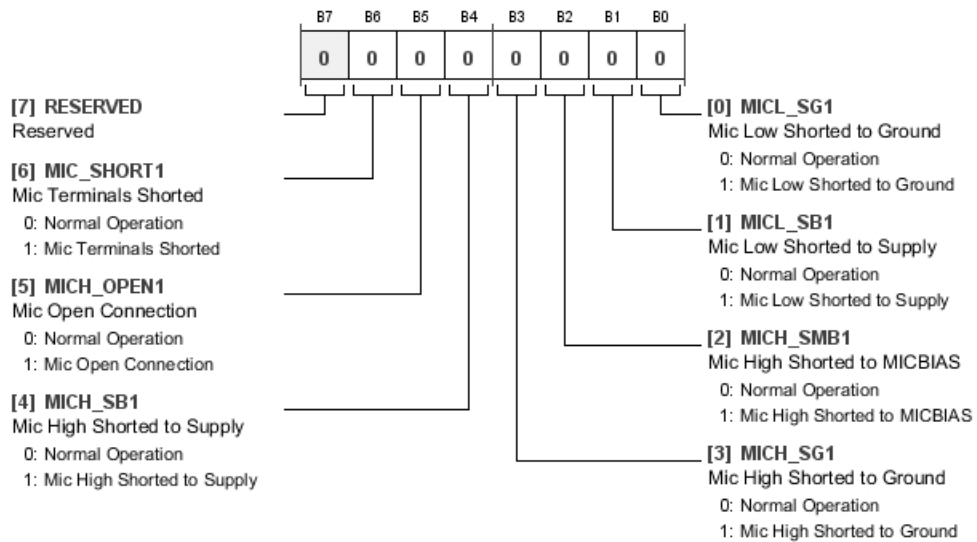 B7 B6 B5 B4 B3 B2 B1 B0
0 0 0 0 0 0 0 0
[7] RESERVED
Reserved
[6] MIC_SHORT1
Mic Terminals Shorted
0: Normal Operation
1: Mic Terminals Shorted
[5] MICH_OPEN1
Mic Open Connection
0: Normal Operation
1: Mic Open Connection
[4] MICH_SB1
Mic High Shorted to Supply
0: Normal Operation
1: Mic High Shorted to Supply
[0] MICL_SG1
Mic Low Shorted to Ground
0: Normal Operation
1: Mic Low Shorted to Ground
[1] MICL_SB1
Mic Low Shorted to Supply
0: Normal Operation
1: Mic Low Shorted to Supply
[2] MICH_SMB1
Mic High Shorted to MICBIAS
0: Normal Operation
1: Mic High Shorted to MICBIAS
[3] MICH_SG1
Mic High Shorted to Ground
0: Normal Operation
1: Mic High Shorted to Ground